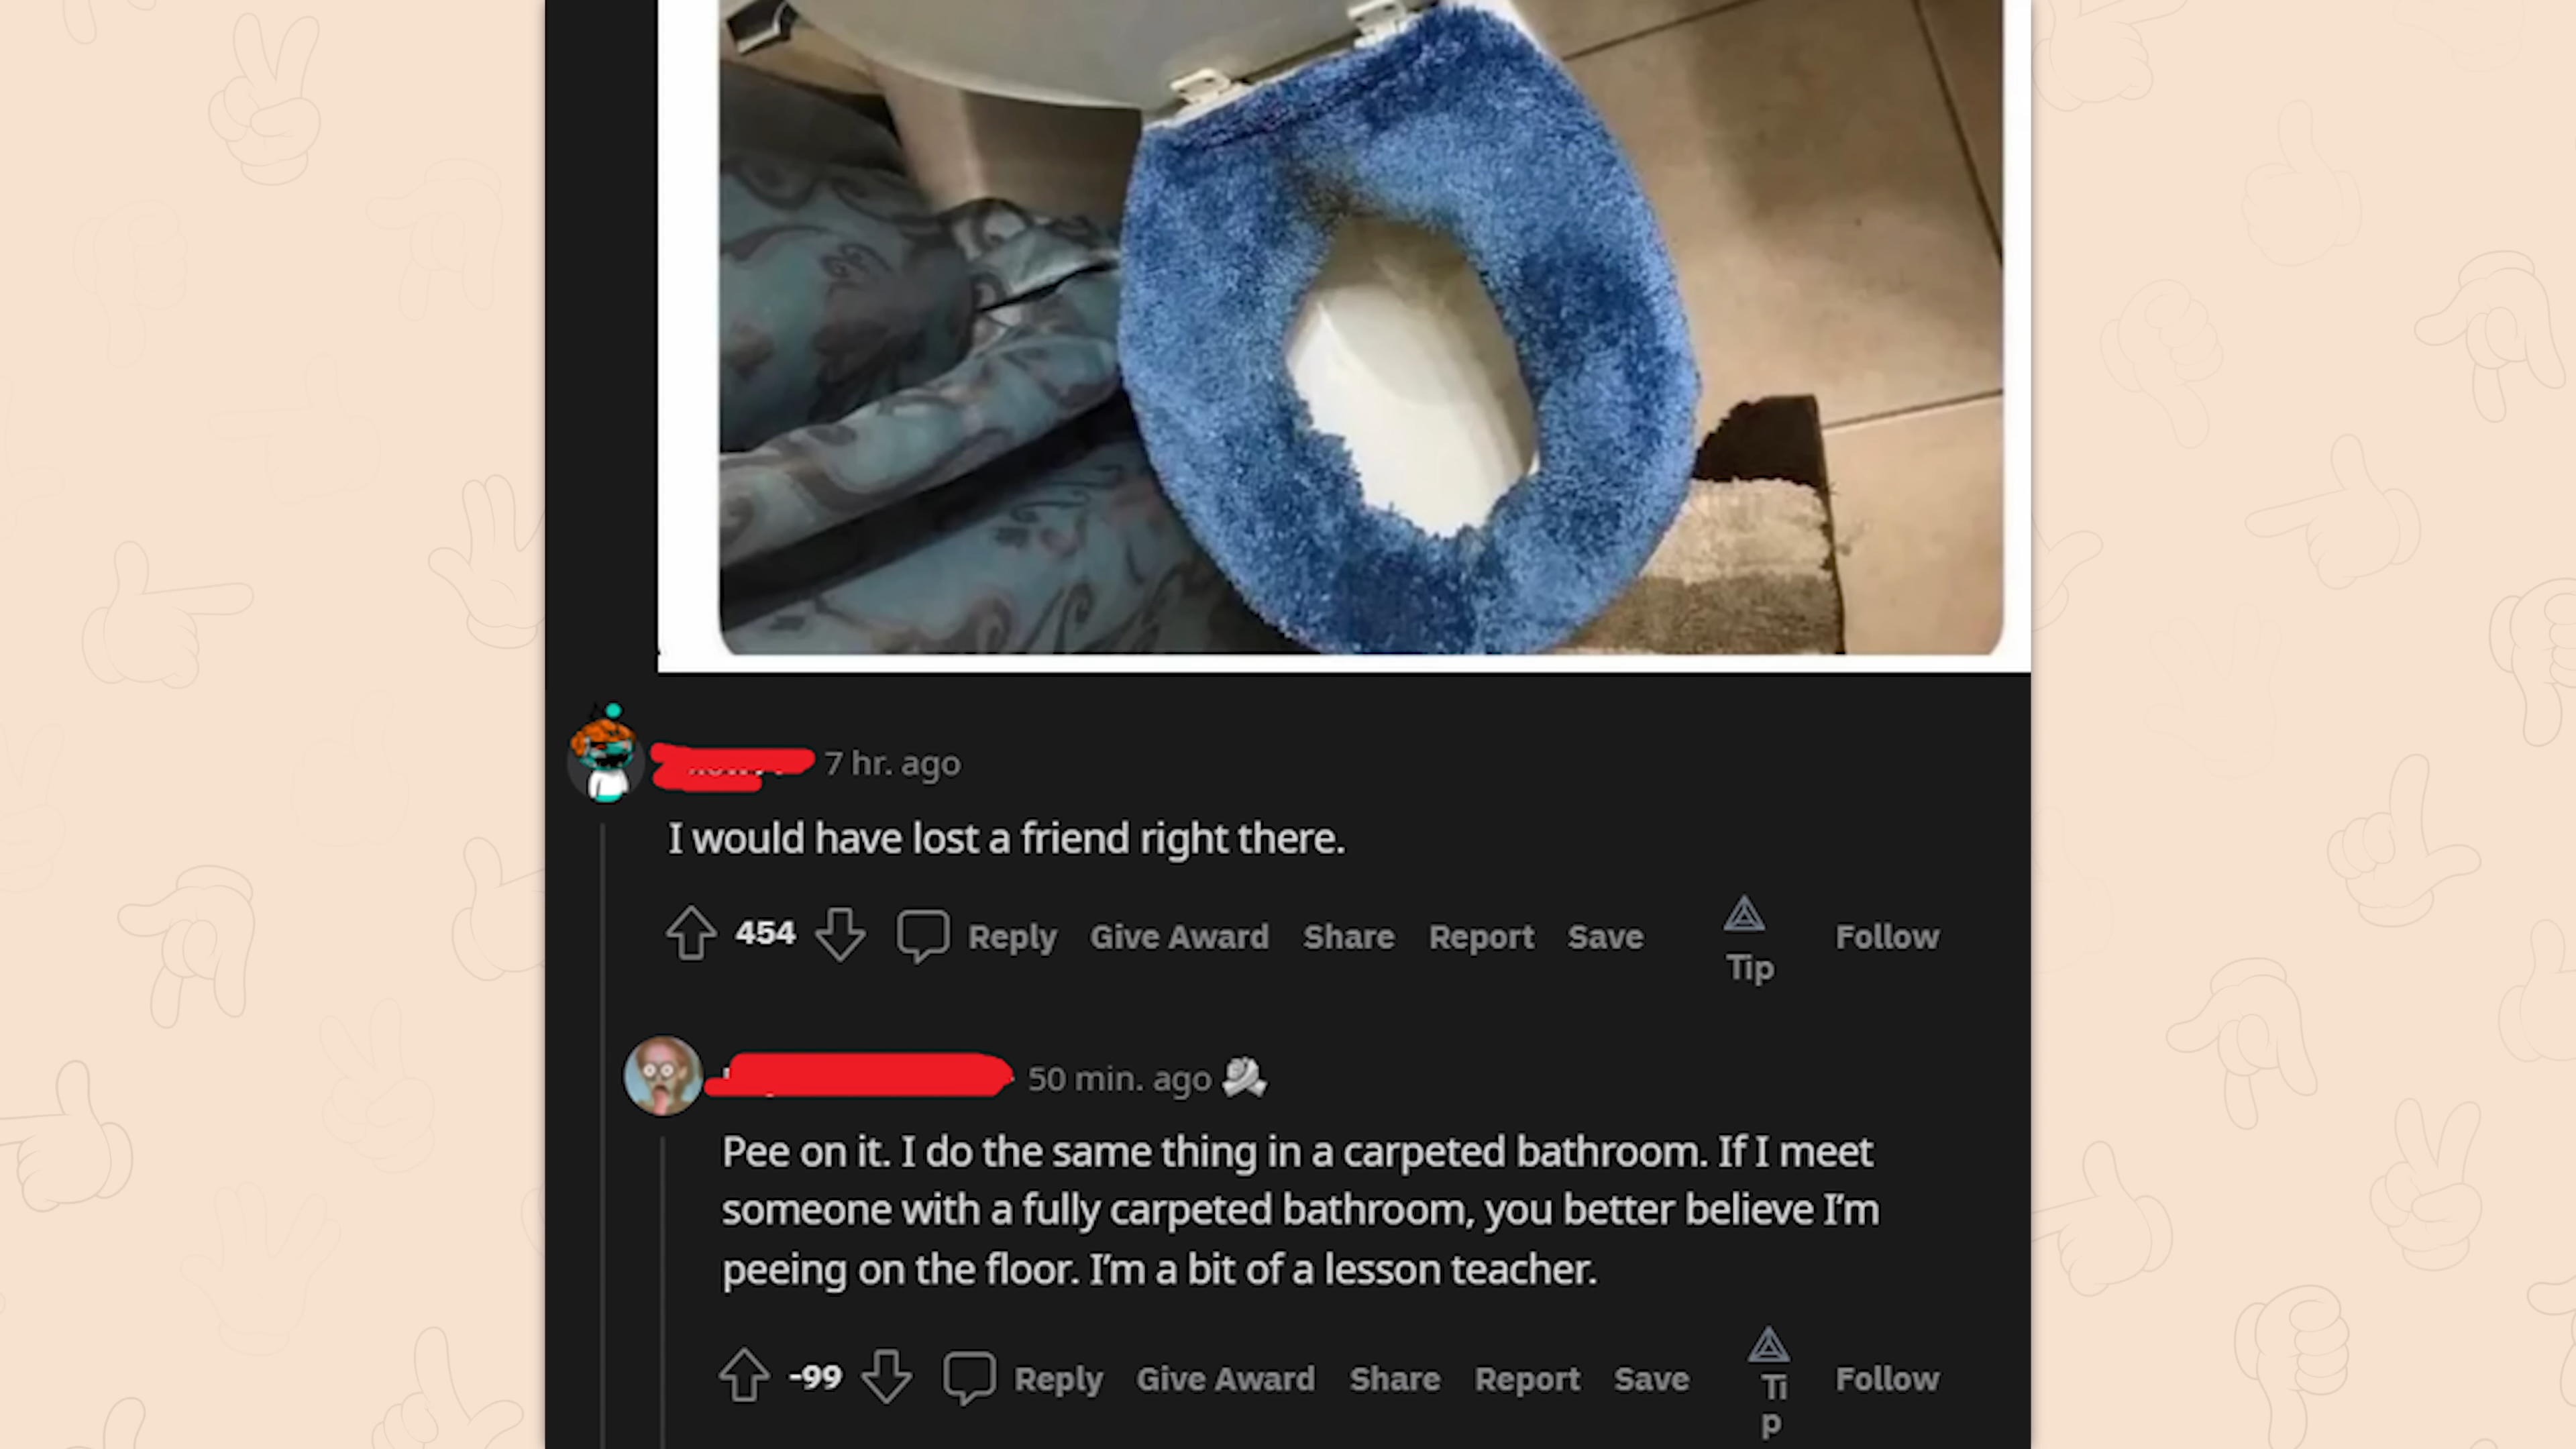 7 hr. ago
I would have lost a friend right there.
454 Reply Give Award Share Report Save Tip Follow
50 min. ago
Pee on it. I do the same thing in a carpeted bathroom. If I meet
someone with a fully carpeted bathroom, you better believe I'm
peeing on the floor. I'm a bit of a lesson teacher.
-99 Reply Give Award Share Report Save Ti Follow
p